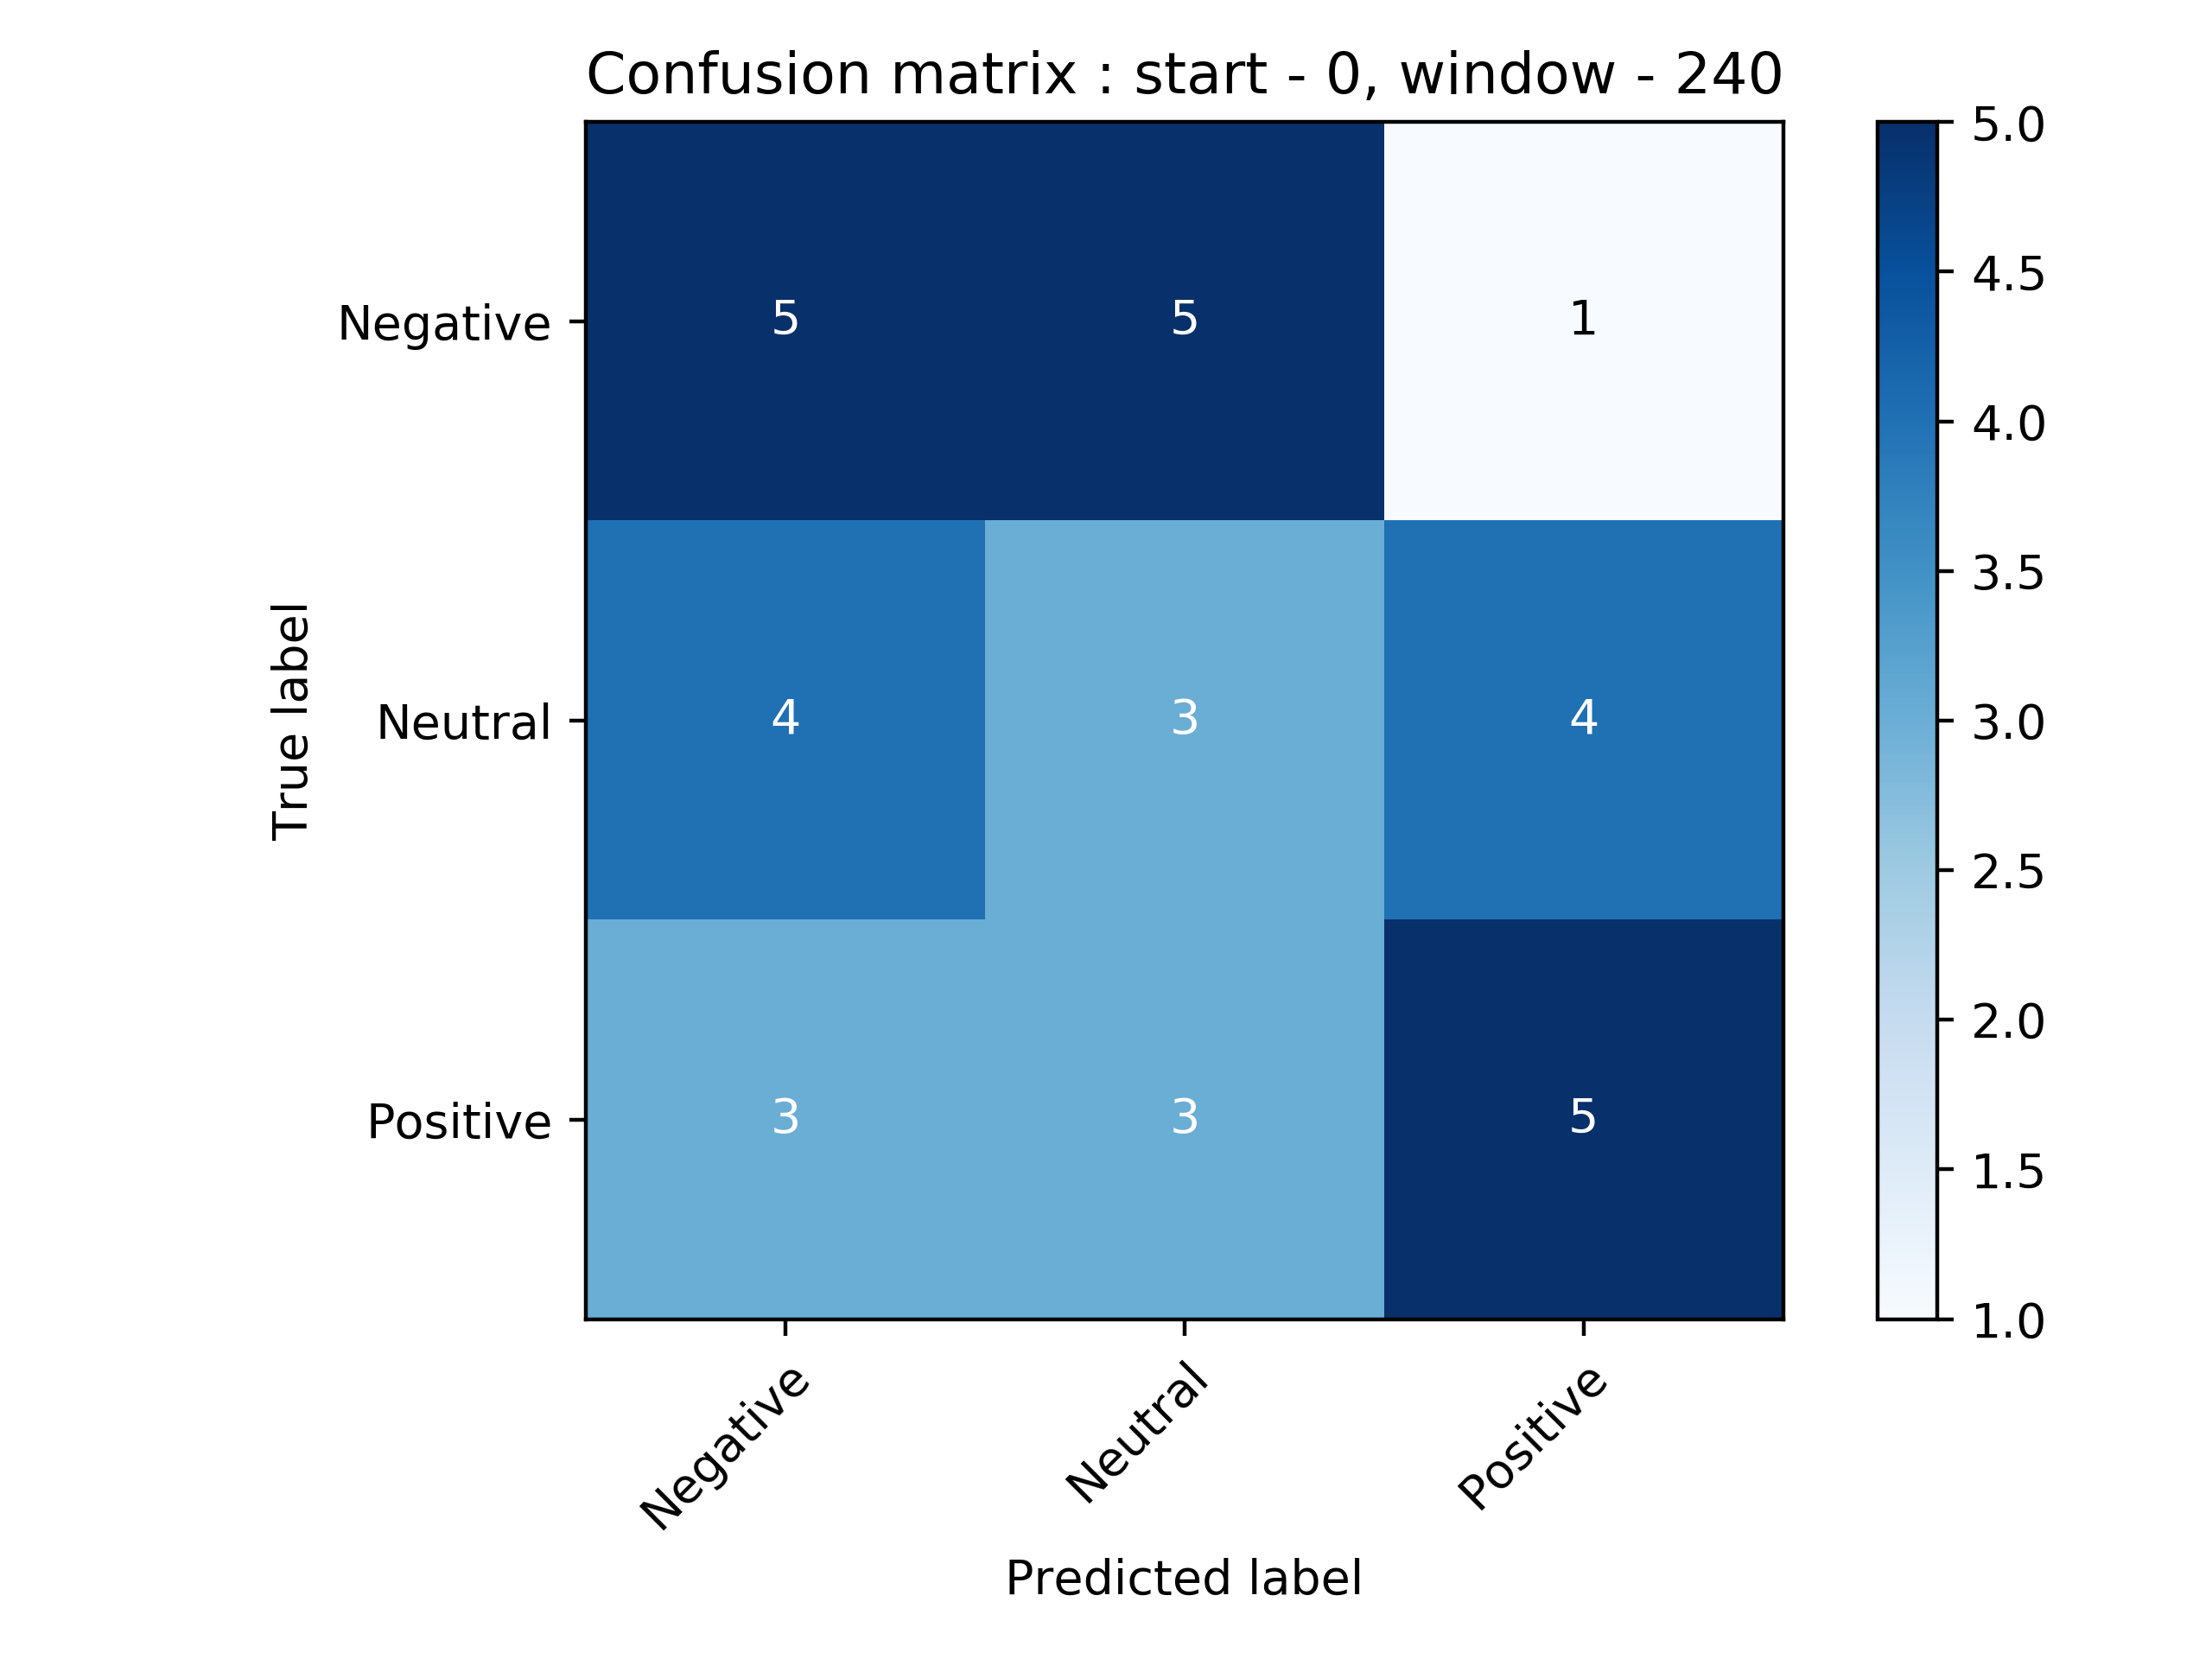 Confusion matrix : start - 0, window - 240
True label
Negative
5 5 1
Neutral
4 3 4
Positive
3 3 5
Negative
Neutral
Positive
Predicted label
5.0
4.5
4.0
3.5
3.0
2.5
2.0
1.5
1.0